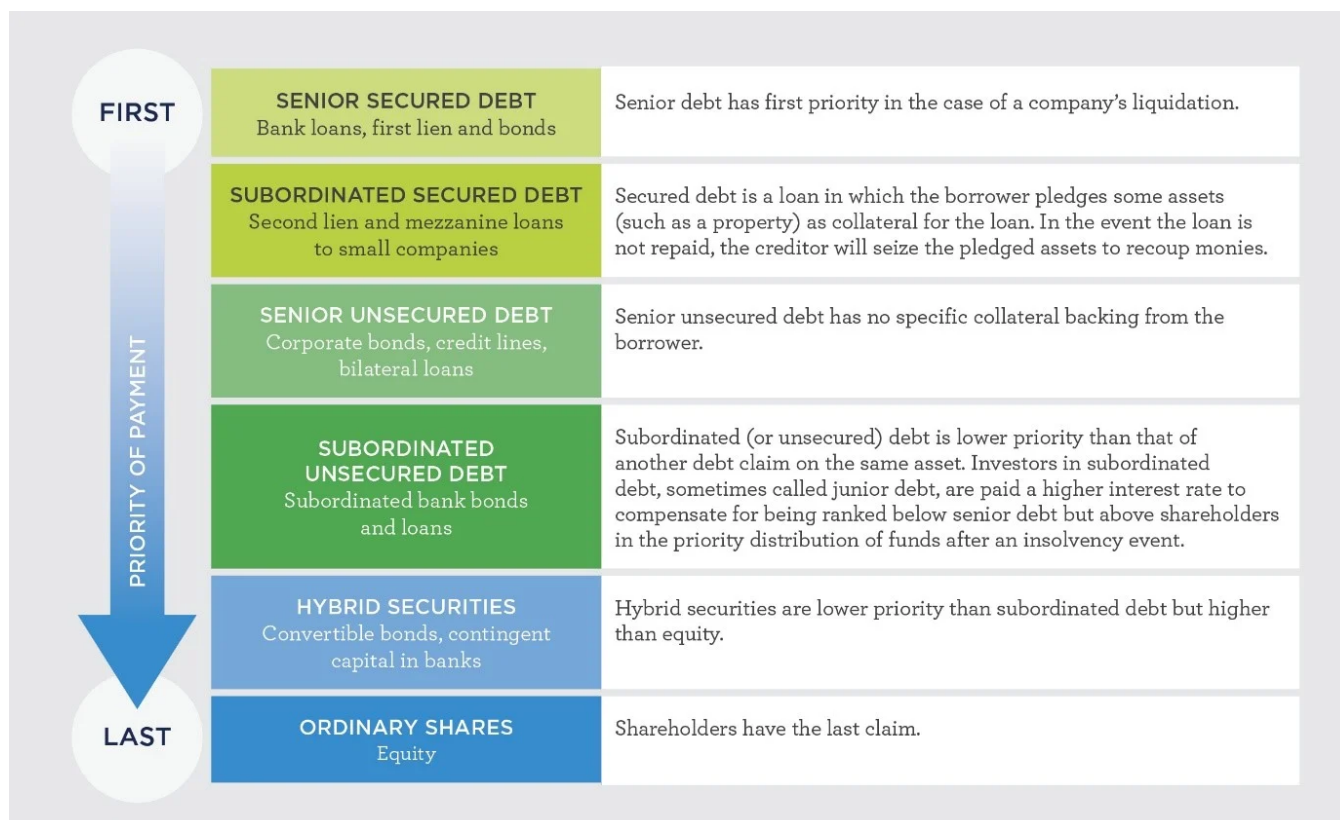 FIRST
SENIOR SECURED DEBT
Bank loans, first lien and bonds
Senior debt has first priority in the case of a company’s liquidation.
SUBORDINATED SECURED DEBT
Second lien and mezzanine loans
to small companies
Secured debt is a loan in which the borrower pledges some assets
(such as a property) as collateral for the loan. In the event the loan is
not repaid, the creditor will seize the pledged assets to recoup monies.
SENIOR UNSECURED DEBT
Corporate bonds, credit lines,
bilateral loans
Senior unsecured debt has no specific collateral backing from the
borrower.
PRIORITY OF PAYMENT
SUBORDINATED
UNSECURED DEBT
Subordinated bank bonds
and loans
Subordinated (or unsecured) debt is lower priority than that of
another debt claim on the same asset. Investors in subordinated
debt, sometimes called junior debt, are paid a higher interest rate to
compensate for being ranked below senior debt but above shareholders
in the priority distribution of funds after an insolvency event.
HYBRID SECURITIES
Convertible bonds, contingent
capital in banks
Hybrid securities are lower priority than subordinated debt but higher
than equity.
LAST
ORDINARY SHARES
Equity
Shareholders have the last claim.